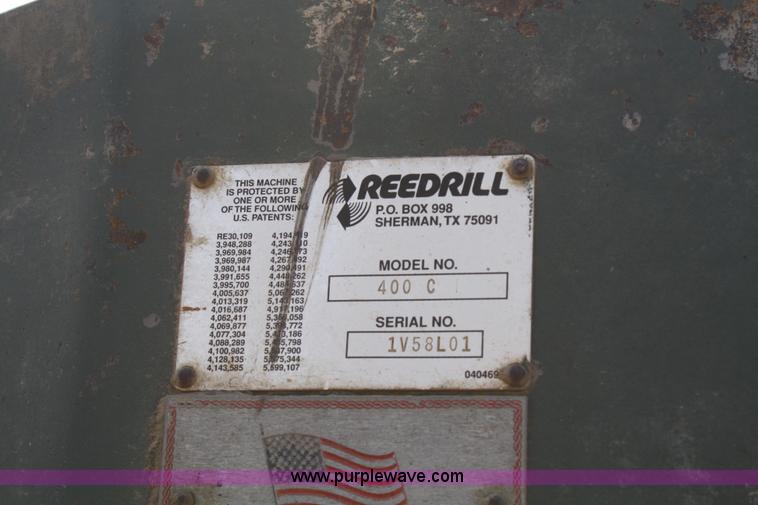 THIS MACHINE
IS PROTECTED BY
ONE OR MORE
OF THE FOLLOWING
U.S. PATENTS:
RE30,109
3,948,288
3,969,984
3,969,987
3,980,144
3,991,655
3,995,700
4,005,637
4,013,319
4,016,687
4,062,411
4,069,877
4,077,304
4,088,289
4,100,982
4,128,135
4,143,585
5,599,107
REEDRILL
P.O. BOX 998
SHERMAN, TX 75091
MODEL NO.
400 C
SERIAL NO.
1V58L01
040469
www.purplewave.com